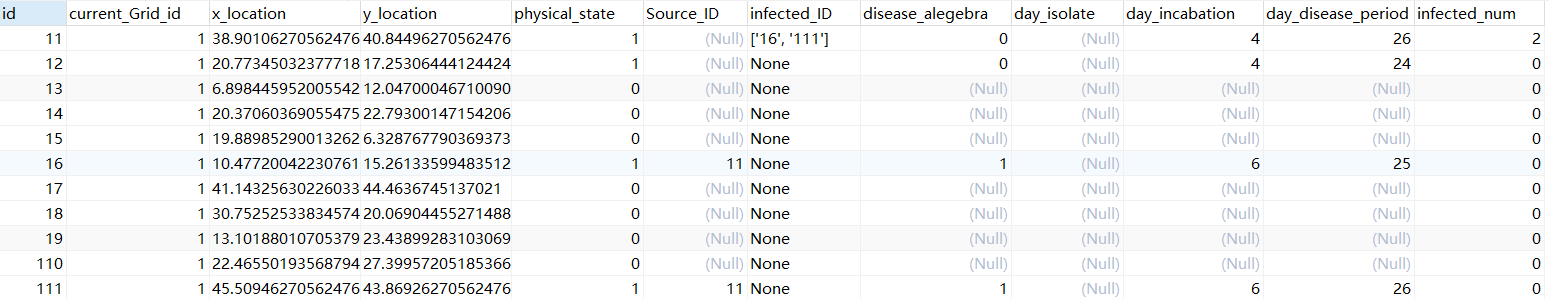 id current_Grid_id x_location y_location physical_state Source_ID infected_ID disease_alegebra day_isolate day_incabation day_disease_period infected_num
11 1 38.90106270562476 40.84496270562476 1 (Null) ['16', '111'] 0 (Null) 4 26 2
12 1 20.77345032377718 17.25306444124424 1 (Null) None 0 (Null) 4 24 0
13 1 6.898445952005542 12.04700046710090 0 (Null) None (Null) (Null) (Null) (Null) 0
14 1 20.37060369055475 22.79300147154206 0 (Null) None (Null) (Null) (Null) (Null) 0
15 1 19.88985290013262 6.328767790369373 0 (Null) None (Null) (Null) (Null) (Null) 0
16 1 10.47720042230761 15.26133599483512 1 11 None 1 (Null) 6 25 0
17 1 41.14325630226033 44.4636745137021 0 (Null) None (Null) (Null) (Null) (Null) 0
18 1 30.75252533834574 20.06904455271488 0 (Null) None (Null) (Null) (Null) (Null) 0
19 1 13.10188010705379 23.43899283103069 0 (Null) None (Null) (Null) (Null) (Null) 0
110 1 22.46550193568794 27.39957205185366 0 (Null) None (Null) (Null) (Null) (Null) 0
111 1 45.50946270562476 43.86926270562476 1 11 None 1 (Null) 6 26 0